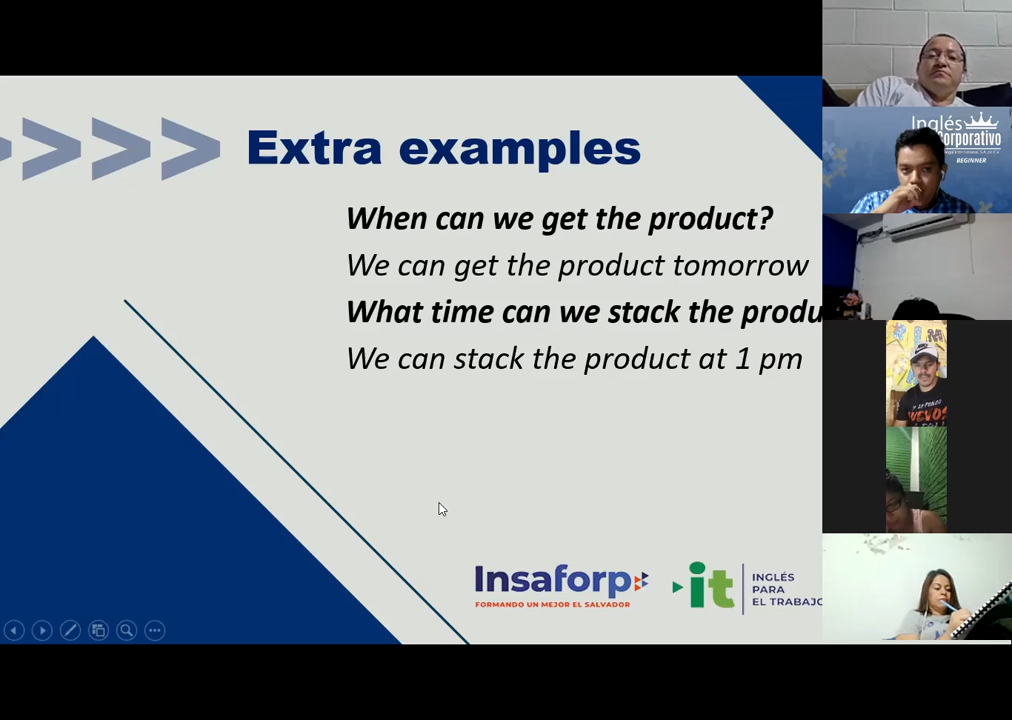 Extra examples
When can we get the product?
We can get the product tomorrow
What time can we stack the produ
We can stack the product at 1 pm
Insaforp
FORMANDO UN MEJOR EL SALVADOR
it
INGLÉS
PARA
EL TRABAJO
Inglés
Corporativo
BEGINNER